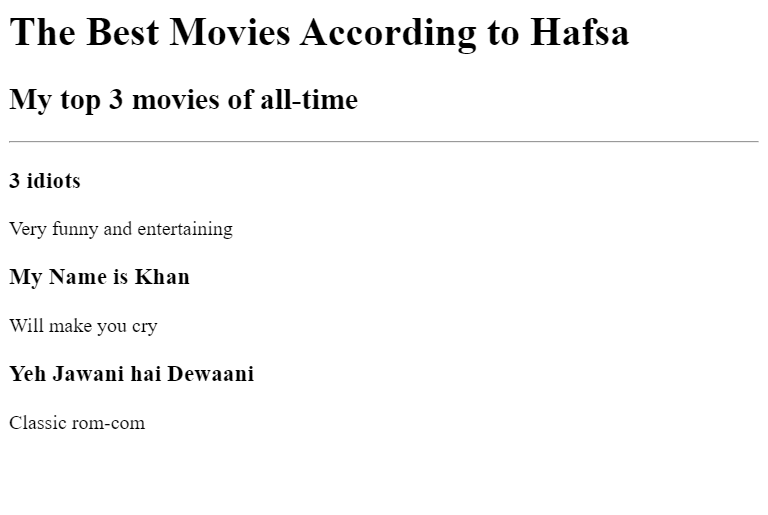 The Best Movies According to Hafsa
My top 3 movies of all-time
3 idiots
Very funny and entertaining
My Name is Khan
Will make you cry
Yeh Jawani hai Dewaani
Classic rom-com